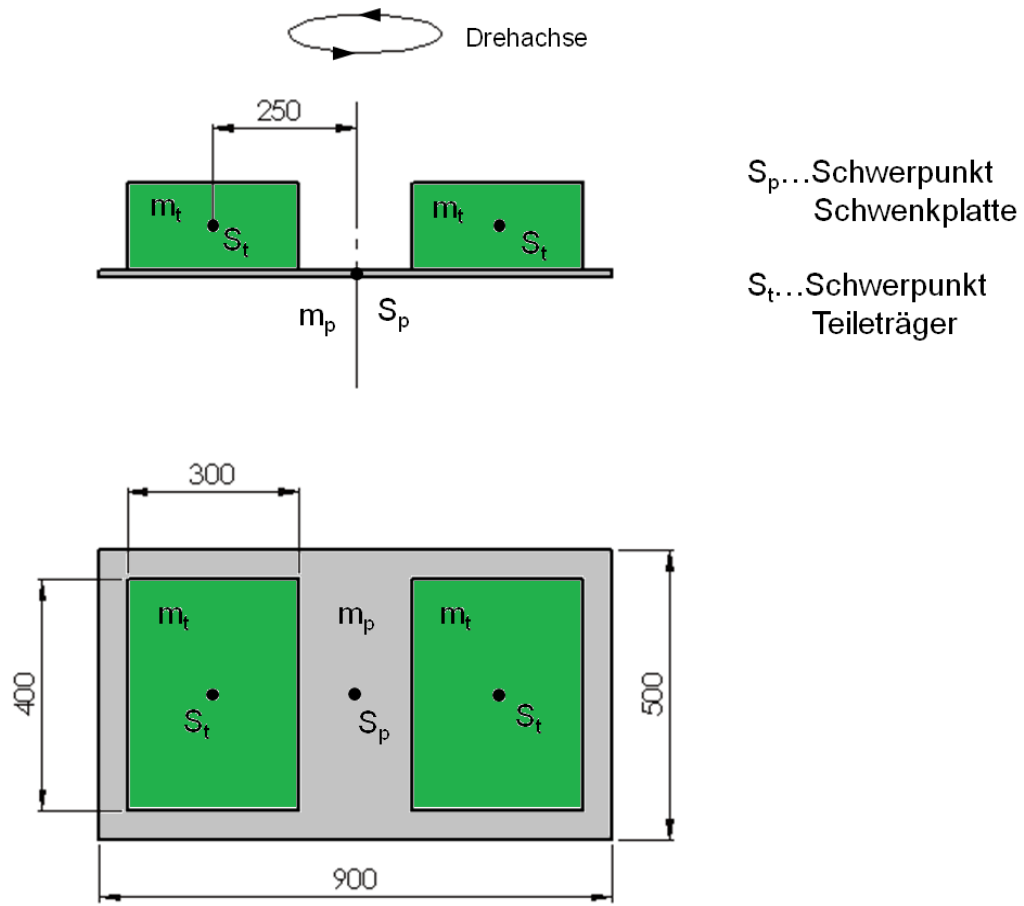 Drehachse
250
mₜ
Sₜ
mₜ
Sₜ
mₚ
Sₚ
Sₚ...Schwerpunkt
Schwenkplatte
Sₜ...Schwerpunkt
Teileträger
300
400
mₜ
Sₜ
mₚ
Sₚ
mₜ
Sₜ
500
900